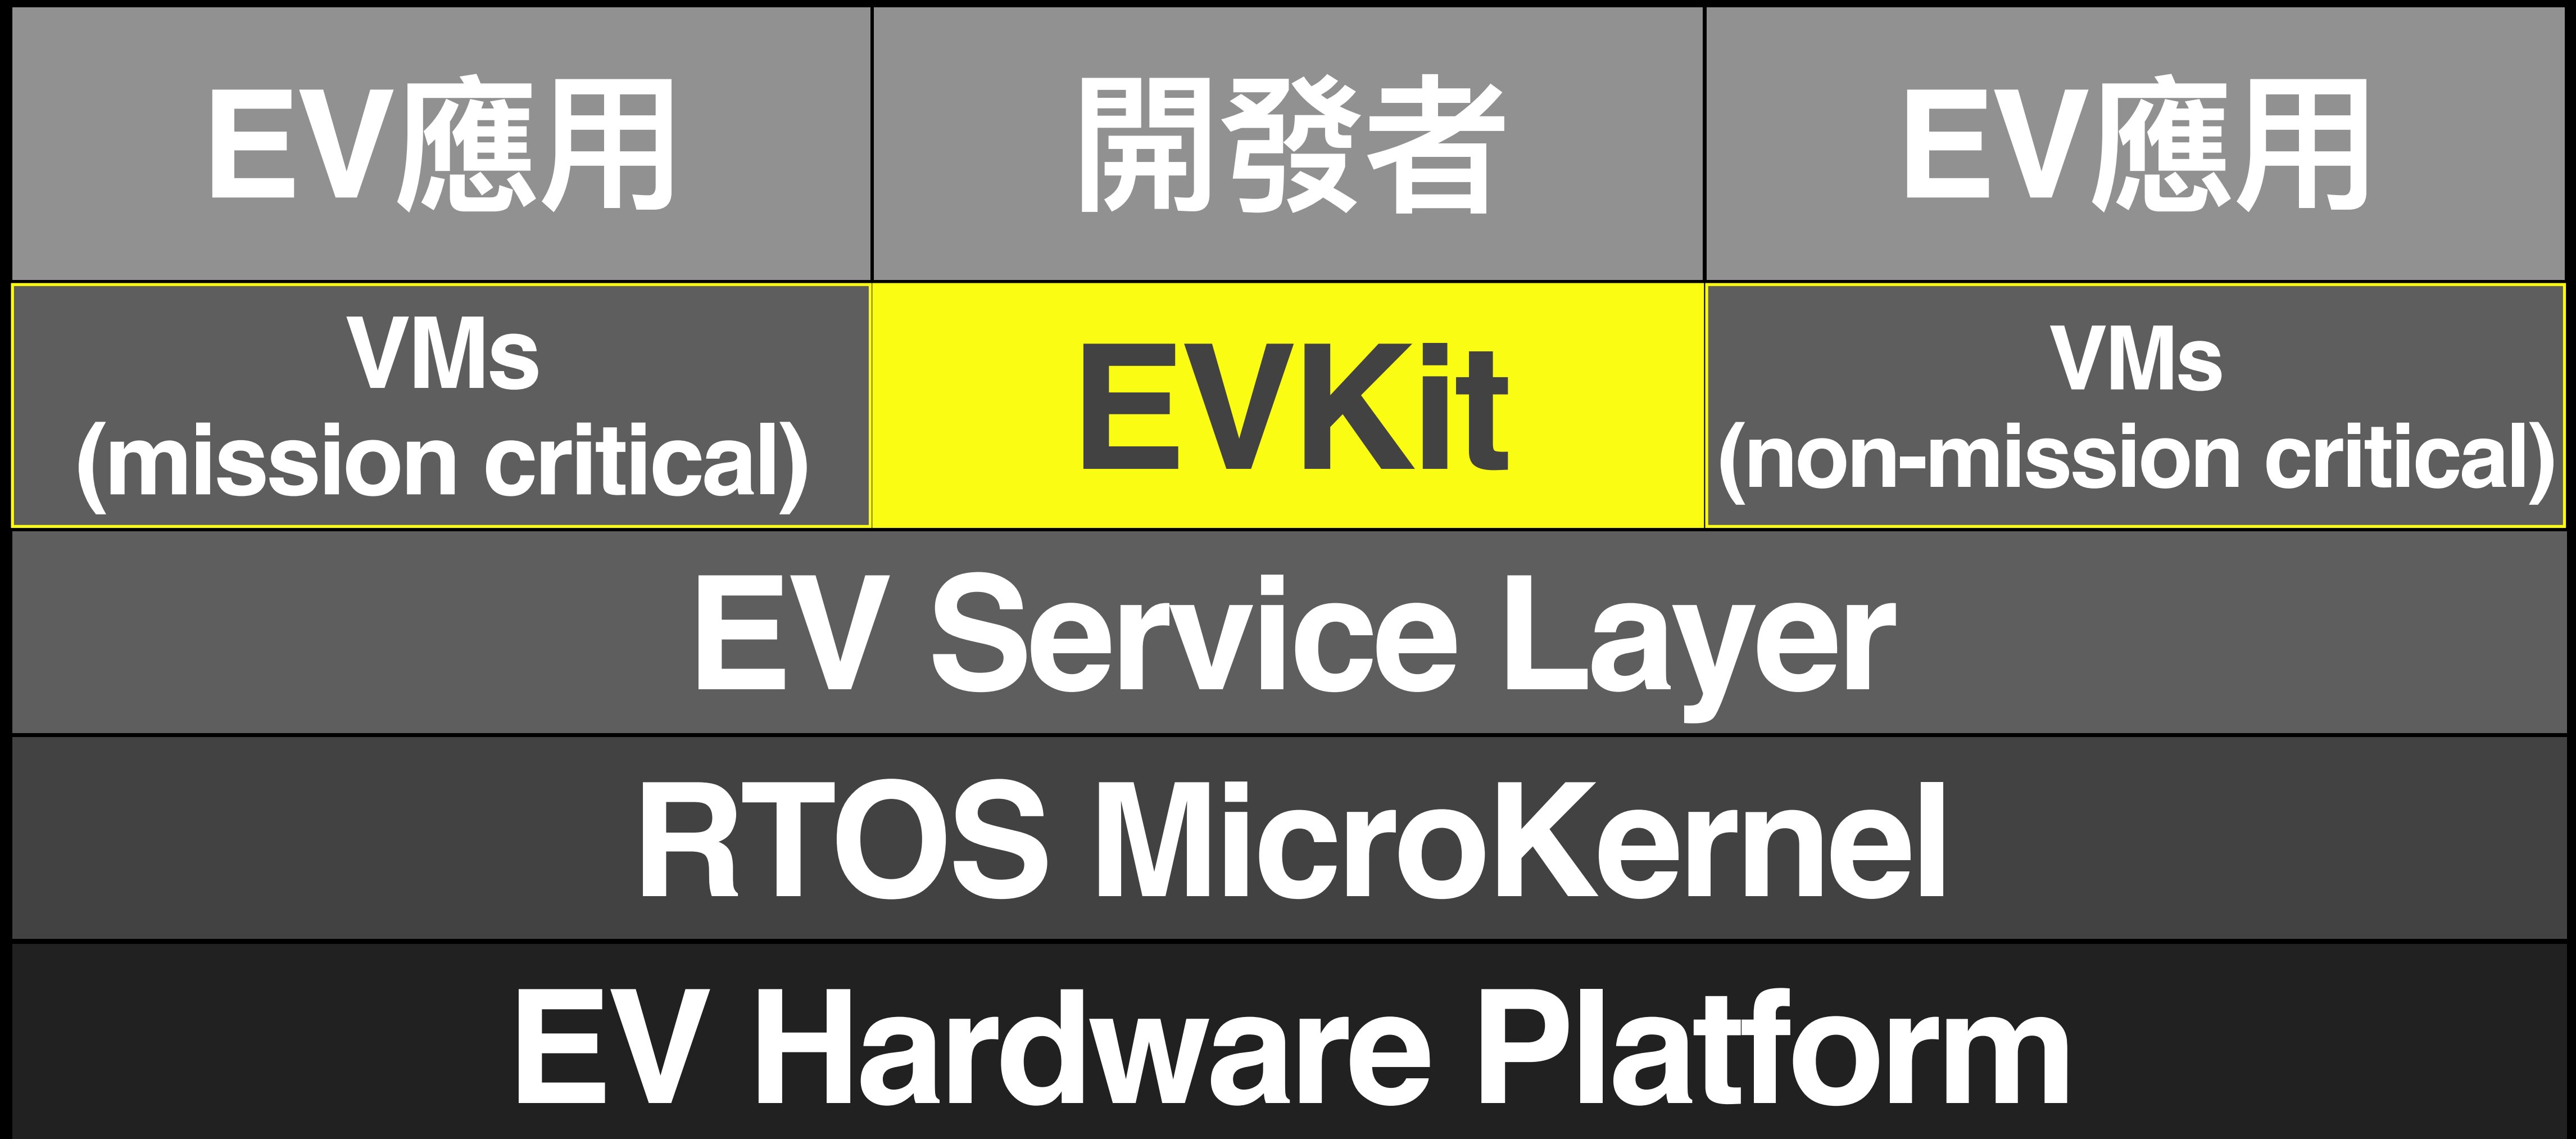 EV應用
開發者
EV應用
VMs
(mission critical)
EVKit
VMs
(non-mission critical)
EV Service Layer
RTOS MicroKernel
EV Hardware Platform